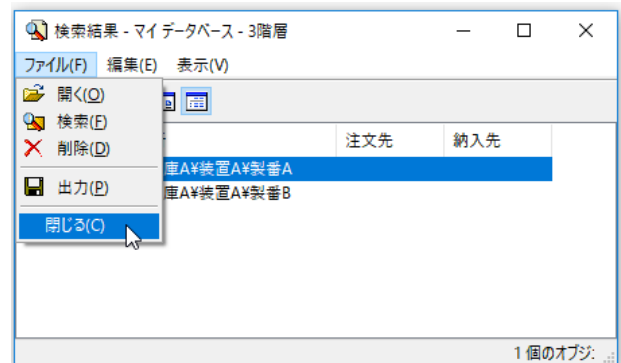 検索結果 - マイ データベース - 3階層
ファイル(F) 編集(E) 表示(V)
開く(O)
検索(F)
注文先 納入先
削除(D)
庫A¥装置A¥製番A
出力(P)
庫A¥装置A¥製番B
閉じる(C)
1 個のオブジ